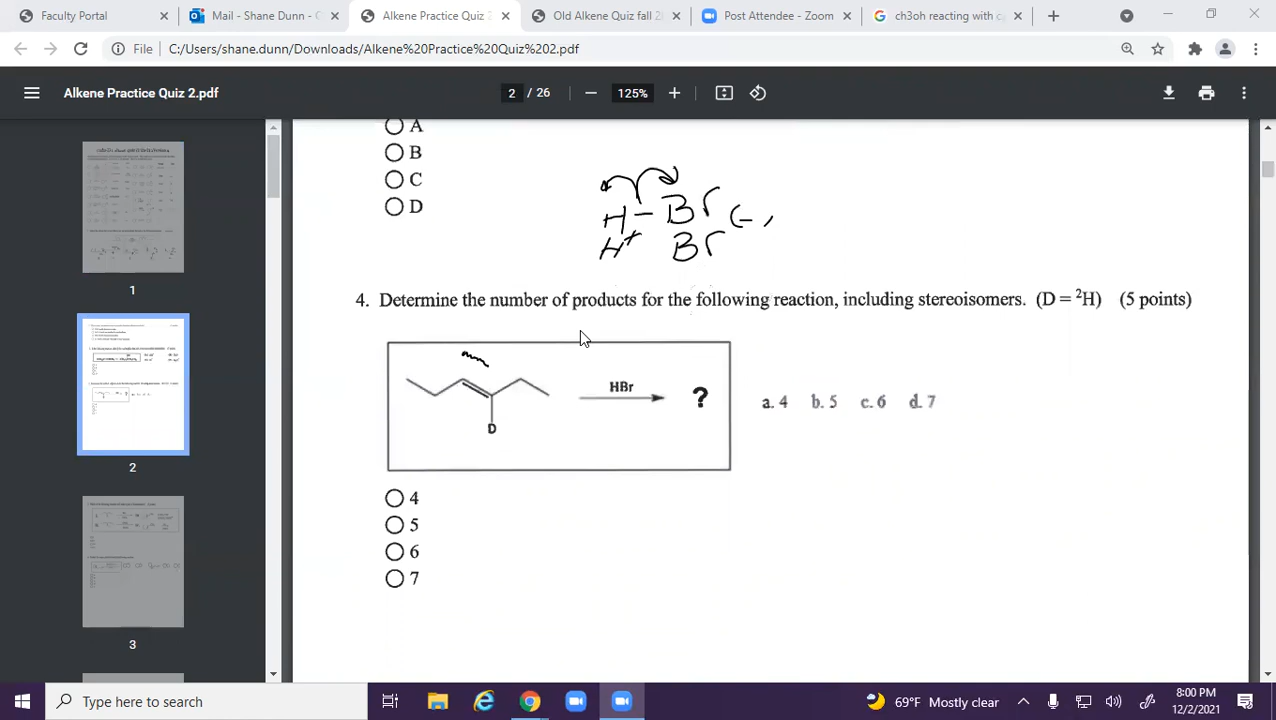 Faculty Portal
Mail - Shane Dunn - C
Alkene Practice Quiz 2
Old Alkene Quiz fall 2
Post Attendee - Zoom
ch3oh reacting with c
File
C:/Users/shane.dunn/Downloads/Alkene%20Practice%20Quiz%202.pdf
Alkene Practice Quiz 2.pdf
2 / 26
125%
A
B
C
D
H - Br
H+ Br
1
4. Determine the number of products for the following reaction, including stereoisomers. (D = ²H) (5 points)
HBr
?
D
a. 4 b. 5 c. 6 d. 7
2
4
5
6
7
3
Type here to search
69°F Mostly clear
8:00 PM
12/2/2021